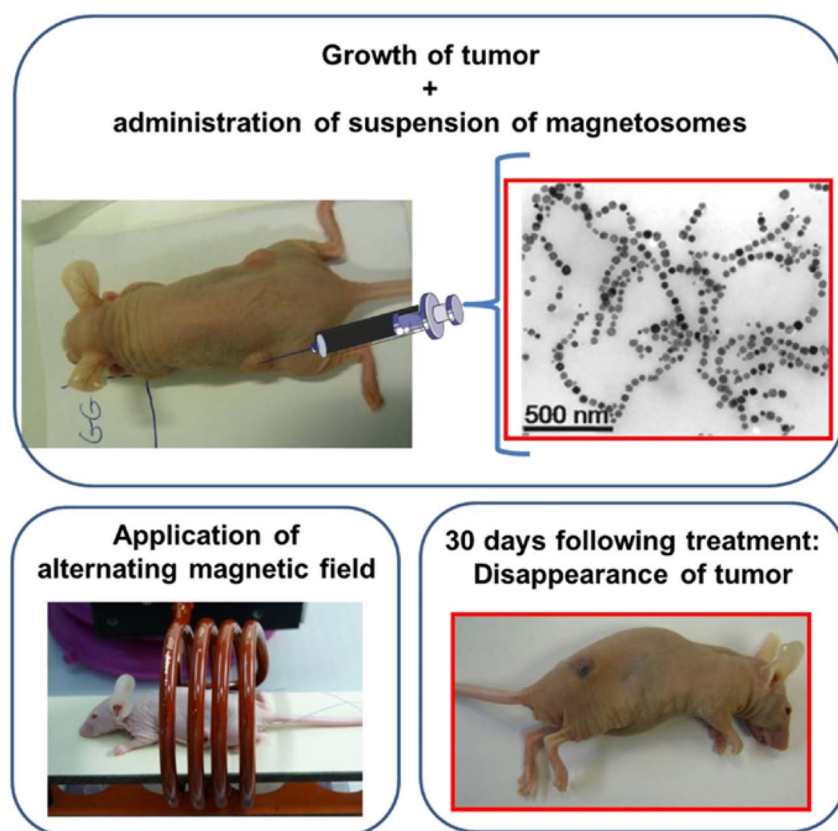 Growth of tumor
+
administration of suspension of magnetosomes
GG
500 nm
Application of
alternating magnetic field
30 days following treatment:
Disappearance of tumor